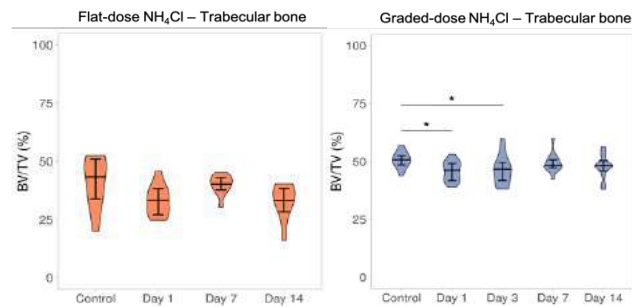 Flat-dose NH₄Cl – Trabecular bone
100
75
50
25
0
BV/TV (%)
Control Day 1 Day 7 Day 14
Graded-dose NH₄Cl – Trabecular bone
100
75
50
25
0
BV/TV (%)
*
*
Control Day 1 Day 3 Day 7 Day 14